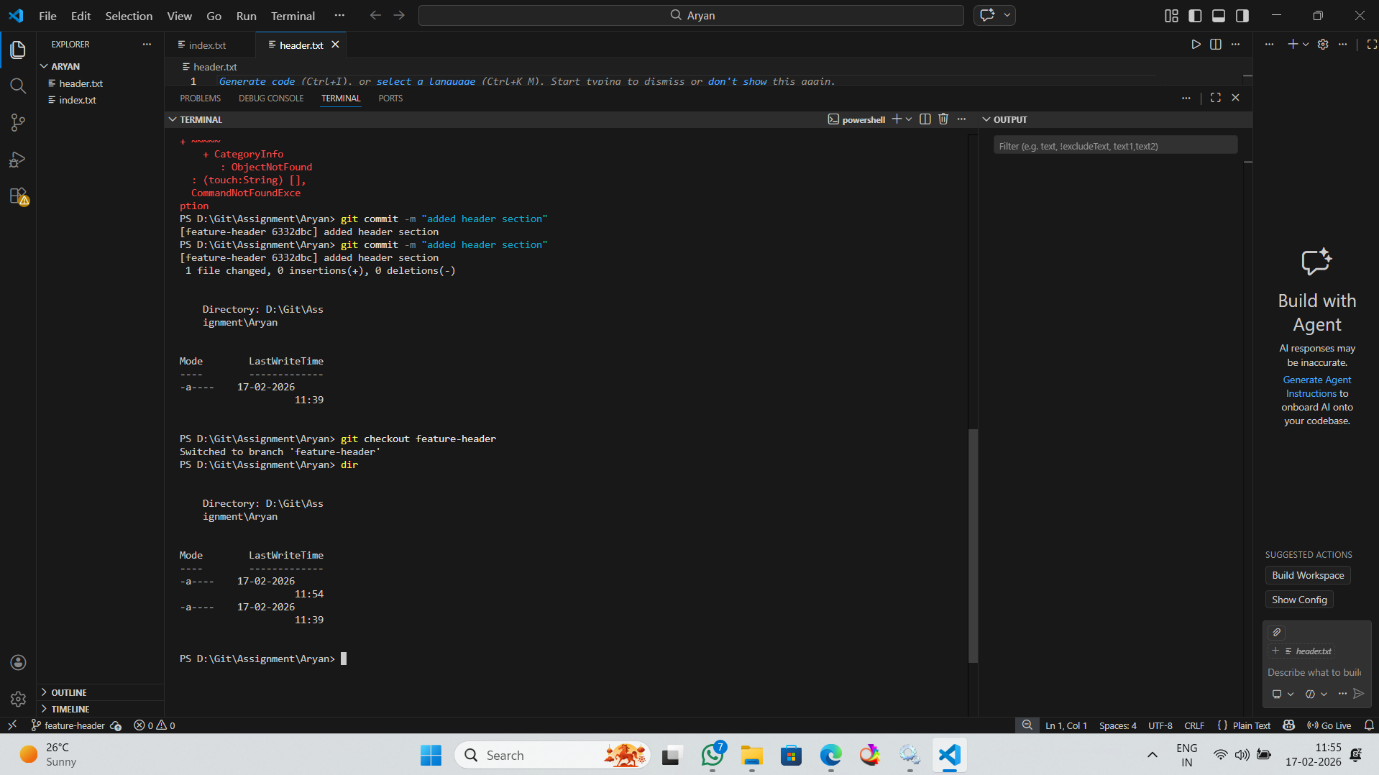 File Edit Selection View Go Run Terminal ··· Aryan
EXPLORER ···
ARYAN
header.txt
index.txt
OUTLINE
TIMELINE
index.txt header.txt
header.txt
1 Generate code (Ctrl+I), or select a language (Ctrl+K M). Start typing to dismiss or don't show this again.
PROBLEMS DEBUG CONSOLE TERMINAL PORTS
TERMINAL
powershell
+ CategoryInfo
: ObjectNotFound
: (touch:String) [],
CommandNotFoundExce
ption
PS D:\Git\Assignment\Aryan> git commit -m "added header section"
[feature-header 6332dbc] added header section
PS D:\Git\Assignment\Aryan> git commit -m "added header section"
[feature-header 6332dbc] added header section
1 file changed, 0 insertions(+), 0 deletions(-)
Directory: D:\Git\Ass
ignment\Aryan
Mode LastWriteTime
---- -------------
-a---- 17-02-2026
11:39
PS D:\Git\Assignment\Aryan> git checkout feature-header
Switched to branch 'feature-header'
PS D:\Git\Assignment\Aryan> dir
Directory: D:\Git\Ass
ignment\Aryan
Mode LastWriteTime
---- -------------
-a---- 17-02-2026
11:54
-a---- 17-02-2026
11:39
PS D:\Git\Assignment\Aryan>
OUTPUT
Filter (e.g. text, !excludeText, text1,text2)
Build with
Agent
AI responses may
be inaccurate.
Generate Agent
Instructions to
onboard AI onto
your codebase.
SUGGESTED ACTIONS
Build Workspace
Show Config
+ header.txt
Describe what to build
feature-header 0 0 Ln 1, Col 1 Spaces: 4 UTF-8 CRLF { } Plain Text Go Live
26°C
Sunny
Search
7
ENG
IN
11:55
17-02-2026